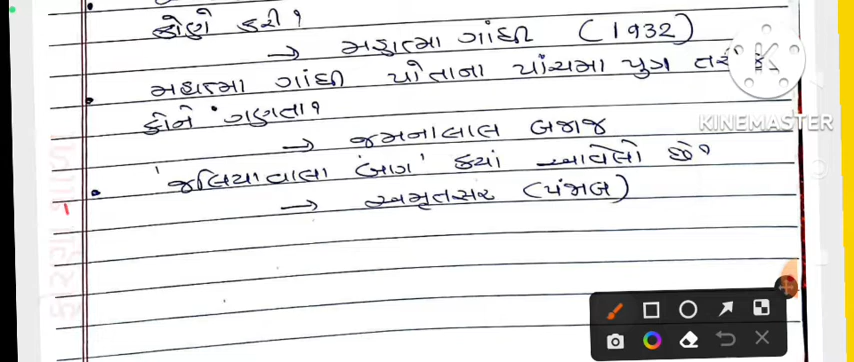 કોણે કરી?
→ મહાત્મા ગાંધી (1932)
મહાત્મા ગાંધી પોતાના પાંચમા પુત્ર તરીકે
કોને ગણતા?
→ જમનાલાલ બજાજ
'જલિયાવાલા બાગ' ક્યાં આવેલો છે?
→ અમૃતસર (પંજાબ)
KINEMASTER